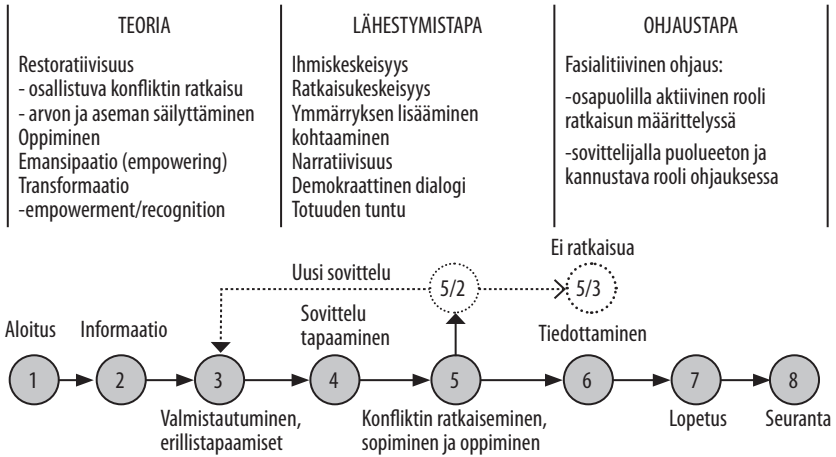 TEORIA
Restoratiivisuus
- osallistuva konfliktin ratkaisu
- arvon ja aseman säilyttäminen
Oppiminen
Emansipaatio (empowering)
Transformaatio
-empowerment/recognition
LÄHESTYMISTAPA
Ihmiskeskeisyys
Ratkaisukeskeisyys
Ymmärryksen lisääminen
kohtaaminen
Narratiivisuus
Demokraattinen dialogi
Totuuden tuntu
OHJAUSTAPA
Fasialitiivinen ohjaus:
-osapuolilla aktiivinen rooli
ratkaisun määrittelyssä
-sovittelijalla puolueeton ja
kannustava rooli ohjauksessa
Ei ratkaisua
Uusi sovittelu
5/2
5/3
Aloitus
Informaatio
Sovittelu
tapaaminen
Tiedottaminen
1
2
3
4
5
6
7
8
Valmistautuminen,
erillistapaamiset
Konfliktin ratkaiseminen,
sopiminen ja oppiminen
Lopetus
Seuranta